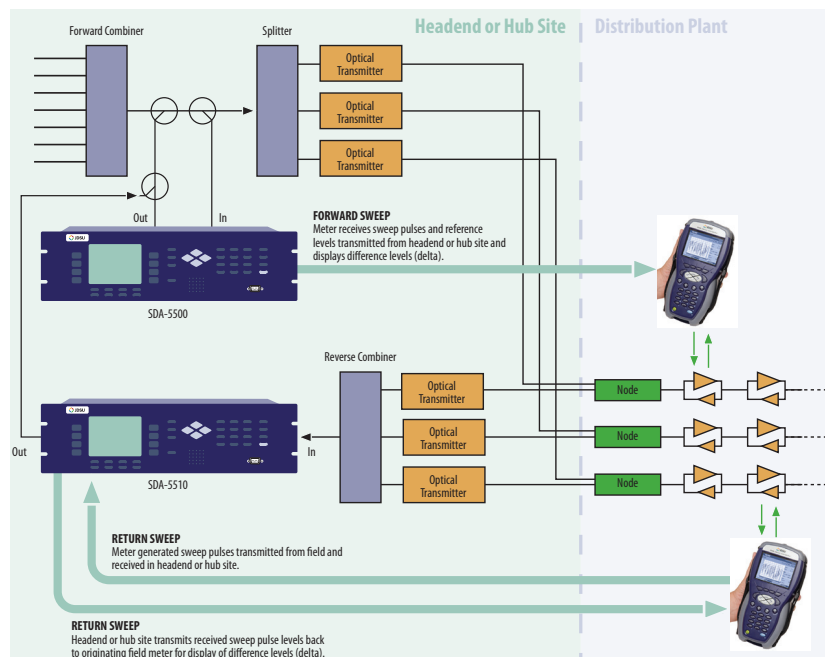 Headend or Hub Site
Distribution Plant
Forward Combiner
Splitter
Optical
Transmitter
Optical
Transmitter
Optical
Transmitter
Out
In
FORWARD SWEEP
Meter receives sweep pulses and reference
levels transmitted from headend or hub site and
displays difference levels (delta).
JDSU
SDA-5500
Reverse Combiner
Optical
Transmitter
Optical
Transmitter
Optical
Transmitter
Node
Node
Node
JDSU
Out
In
SDA-5510
RETURN SWEEP
Meter generated sweep pulses transmitted from field and
received in headend or hub site.
RETURN SWEEP
Headend or hub site transmits received sweep pulse levels back
to originating field meter for display of difference levels (delta).